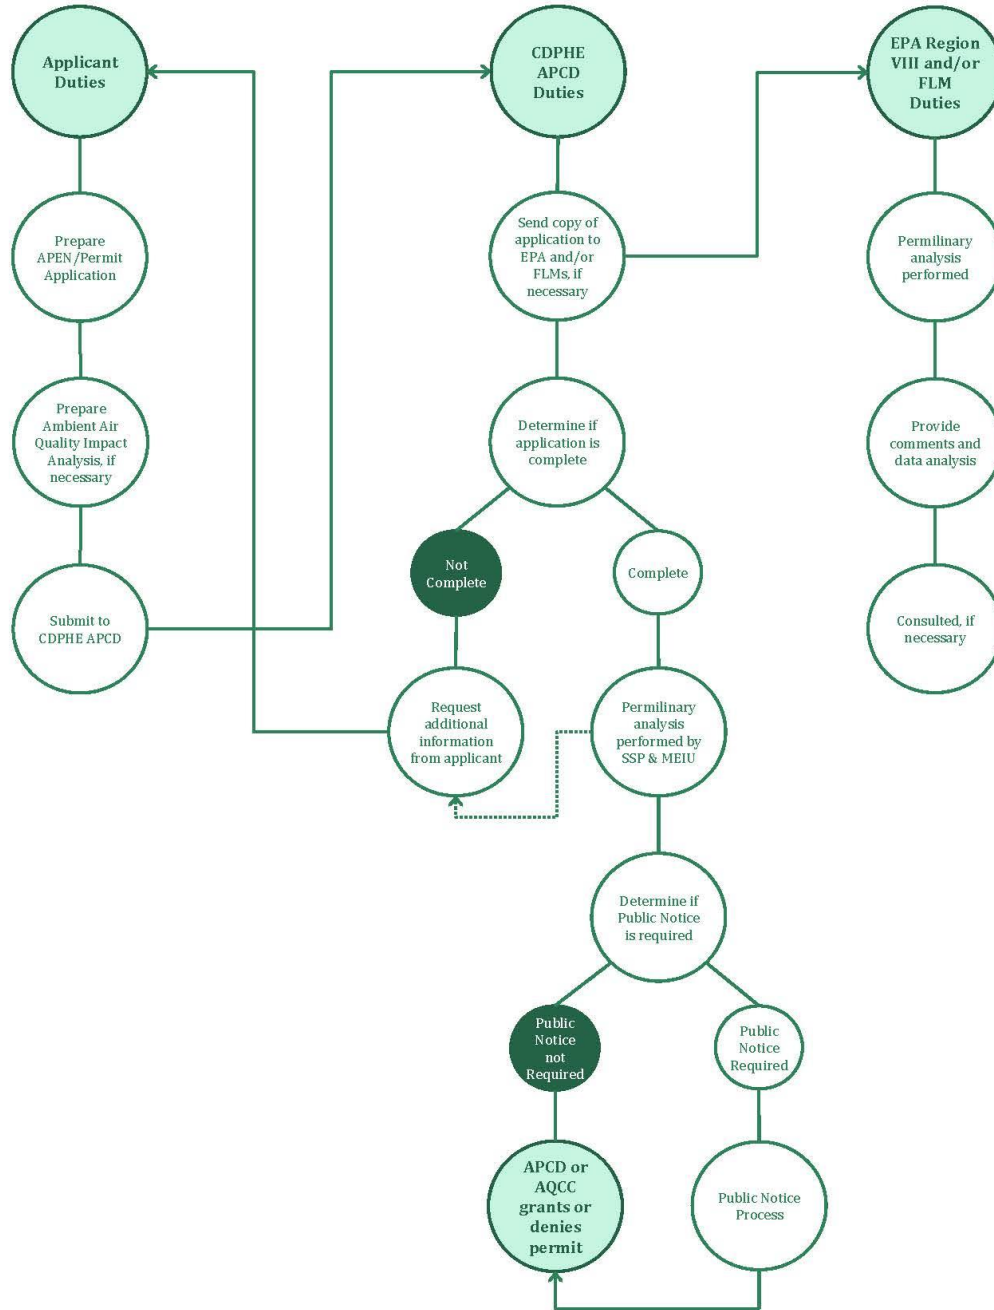 Applicant
Duties
Prepare
APEN/Permit
Application
Prepare
Ambient Air
Quality Impact
Analysis, if
necessary
Submit to
CDPHE APCD
CDPHE
APCD
Duties
Send copy of
application to
EPA and/or
FLMs, if
necessary
Determine if
application is
complete
Not
Complete
Complete
Request
additional
information
from applicant
Permilinary
analysis
performed by
SSP & MEIU
Determine if
Public Notice
is required
Public
Notice
not
Required
Public
Notice
Required
APCD or
AQCC
grants or
denies
permit
Public Notice
Process
EPA Region
VIII and/or
FLM
Duties
Permilinary
analysis
performed
Provide
comments and
data analysis
Consulted, if
necessary